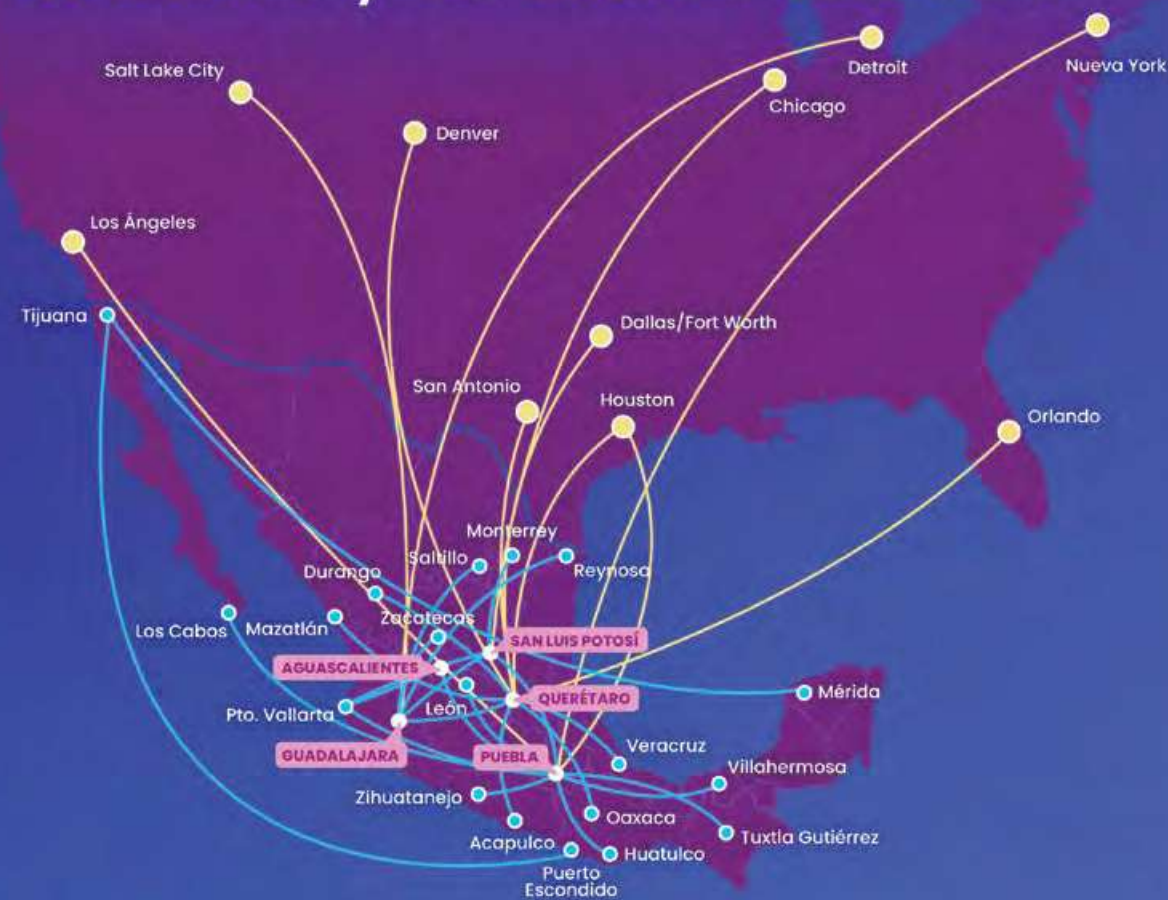 Detroit
Nueva York
Salt Lake City
Chicago
Denver
Los Ángeles
Tijuana
Dallas/Fort Worth
San Antonio
Houston
Orlando
Monterrey
Saltillo
Reynosa
Durango
Zacatecas
Los Cabos
Mazatlán
SAN LUIS POTOSÍ
AGUASCALIENTES
Mérida
QUERÉTARO
León
Pto. Vallarta
GUADALAJARA
PUEBLA
Veracruz
Villahermosa
Zihuatanejo
Oaxaca
Tuxtla Gutiérrez
Acapulco
Huatulco
Puerto
Escondido